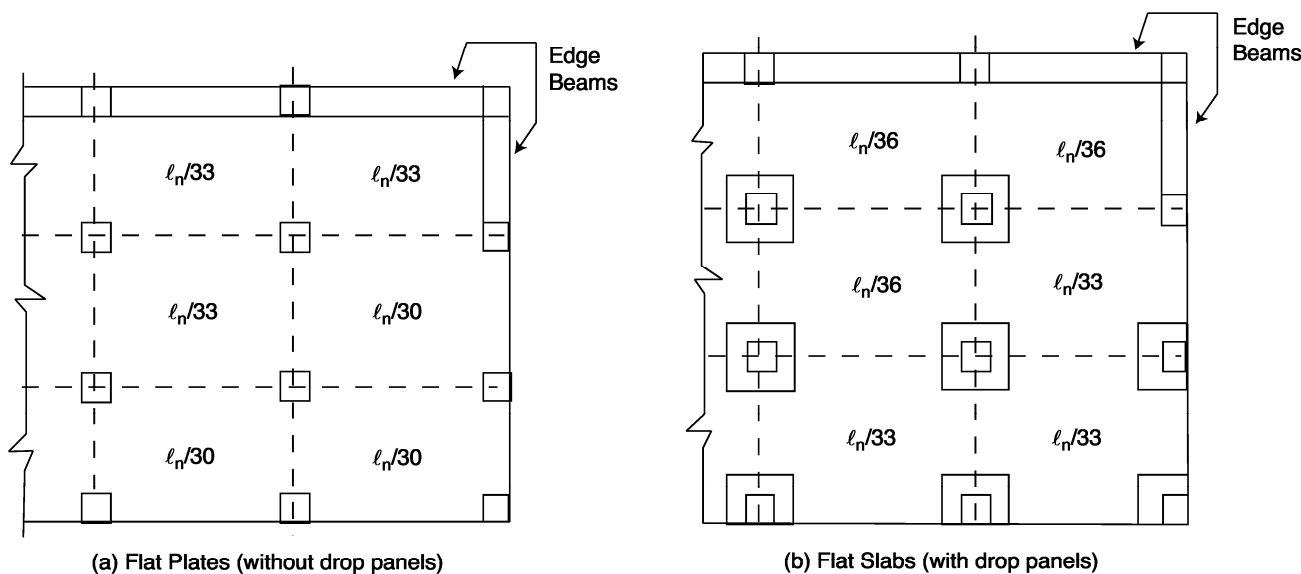 Edge
Beams
ℓn/33 ℓn/33
ℓn/33 ℓn/30
ℓn/30 ℓn/30
(a) Flat Plates (without drop panels)
Edge
Beams
ℓn/36 ℓn/36
ℓn/36 ℓn/33
ℓn/33 ℓn/33
(b) Flat Slabs (with drop panels)